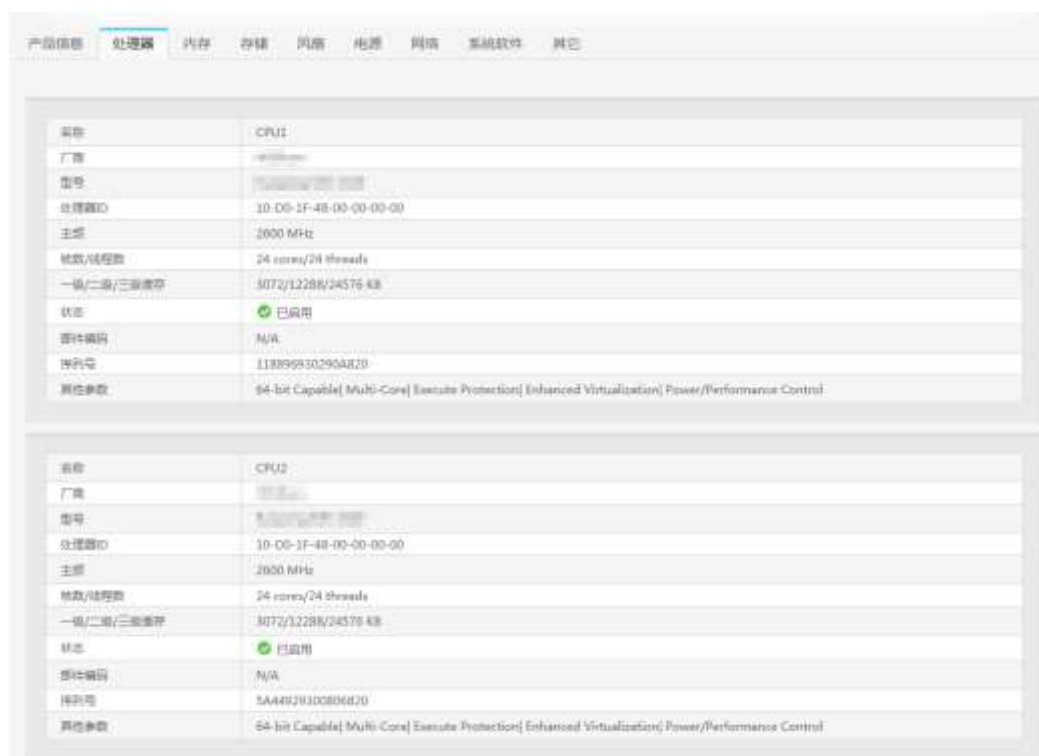 产品信息 处理器 内存 存储 风扇 电源 网络 系统软件 其它
名称 CPU1
厂商
型号
处理器ID 10-D0-1F-48-00-00-00-00
主频 2600 MHz
核数/线程数 24 cores/24 threads
一级/二级/三级缓存 3072/12288/24576 KB
状态 已启用
部件编码 N/A
序列号
其他参数 64-bit Capable| Multi-Core| Execute Protection| Enhanced Virtualization| Power/Performance Control
名称 CPU2
厂商
型号
处理器ID 10-D0-1F-48-00-00-00-00
主频 2600 MHz
核数/线程数 24 cores/24 threads
一级/二级/三级缓存 3072/12288/24576 KB
状态 已启用
部件编码 N/A
序列号
其他参数 64-bit Capable| Multi-Core| Execute Protection| Enhanced Virtualization| Power/Performance Control